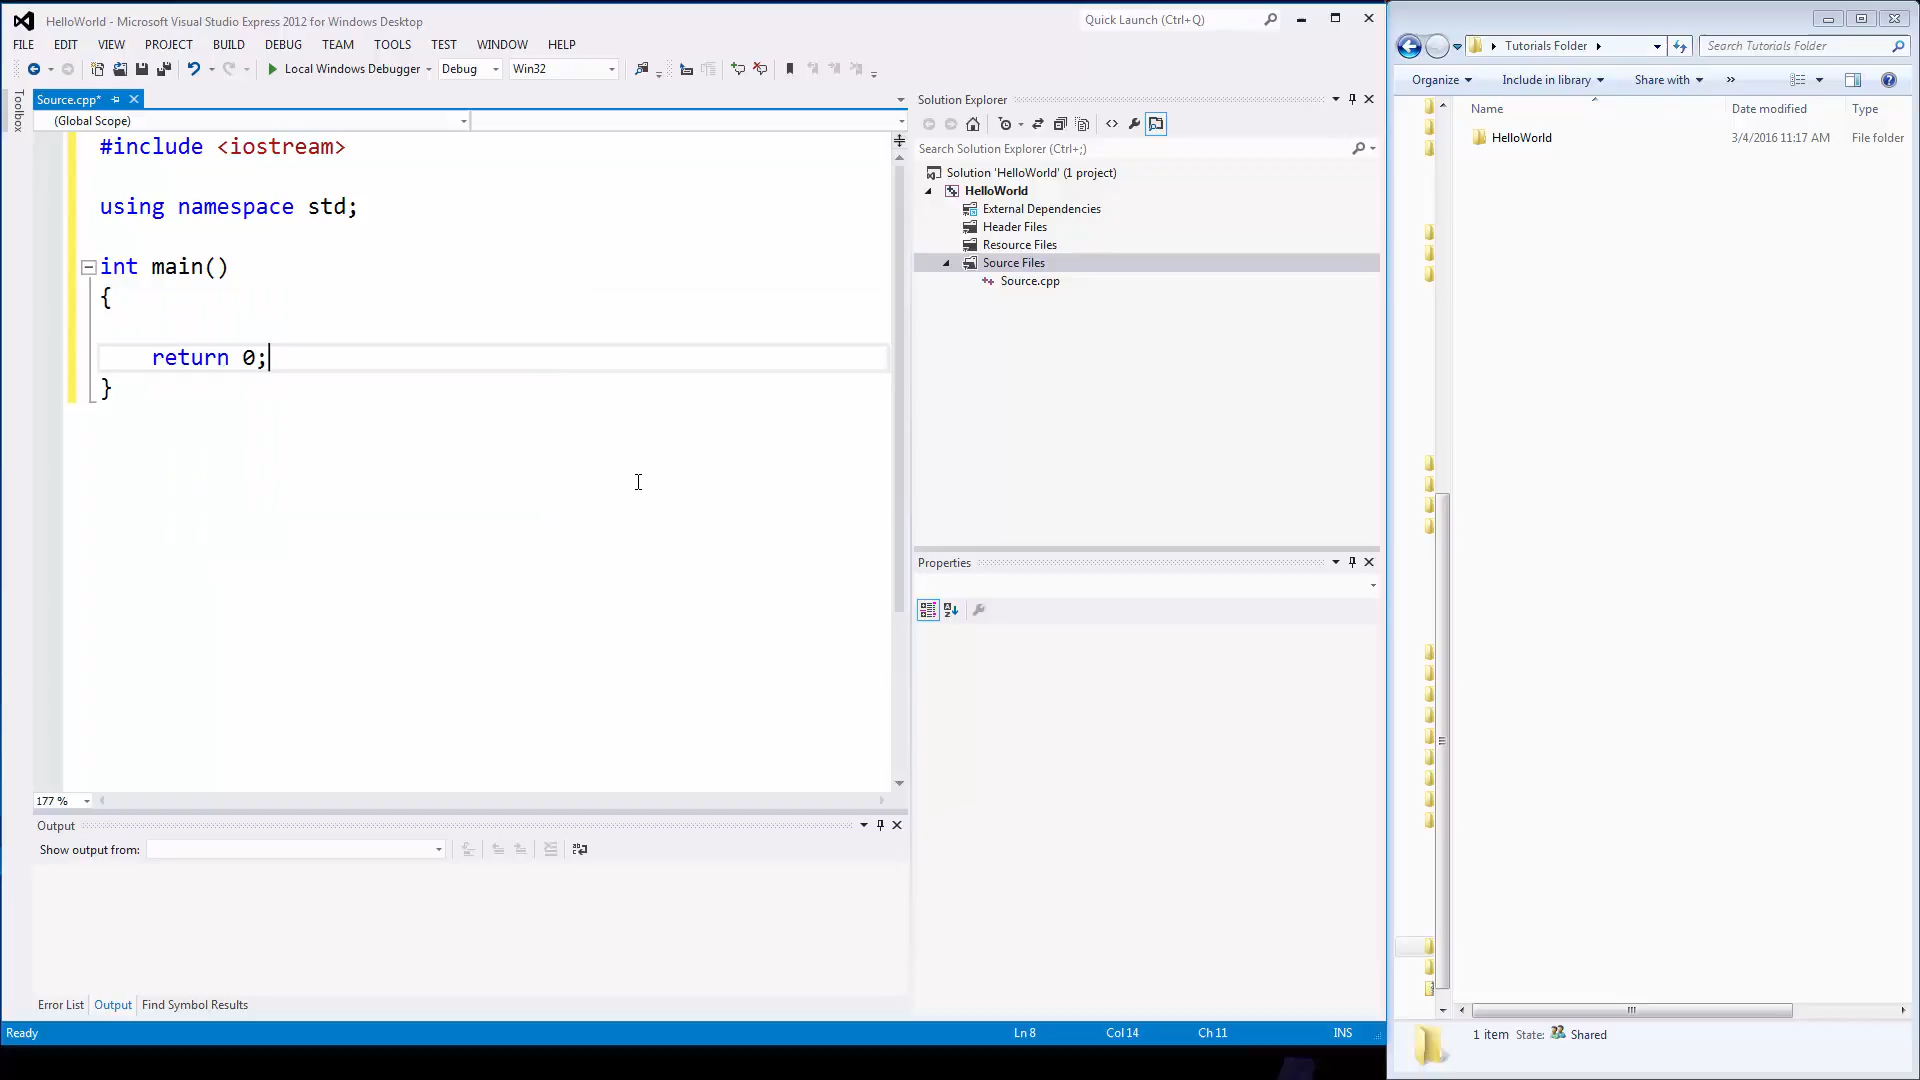 HelloWorld - Microsoft Visual Studio Express 2012 for Windows Desktop
Quick Launch (Ctrl+Q)
FILE EDIT VIEW PROJECT BUILD DEBUG TEAM TOOLS TEST WINDOW HELP
Local Windows Debugger Debug Win32
Toolbox
Source.cpp*
(Global Scope)
#include <iostream>
using namespace std;
int main()
{
return 0;
}
177 %
Output
Show output from:
Error List Output Find Symbol Results
Ready Ln 8 Col 14 Ch 11 INS
Solution Explorer
Search Solution Explorer (Ctrl+;)
Solution 'HelloWorld' (1 project)
HelloWorld
External Dependencies
Header Files
Resource Files
Source Files
Source.cpp
Properties
Tutorials Folder
Search Tutorials Folder
Organize Include in library Share with »
Name Date modified Type
HelloWorld 3/4/2016 11:17 AM File folder
1 item State: Shared